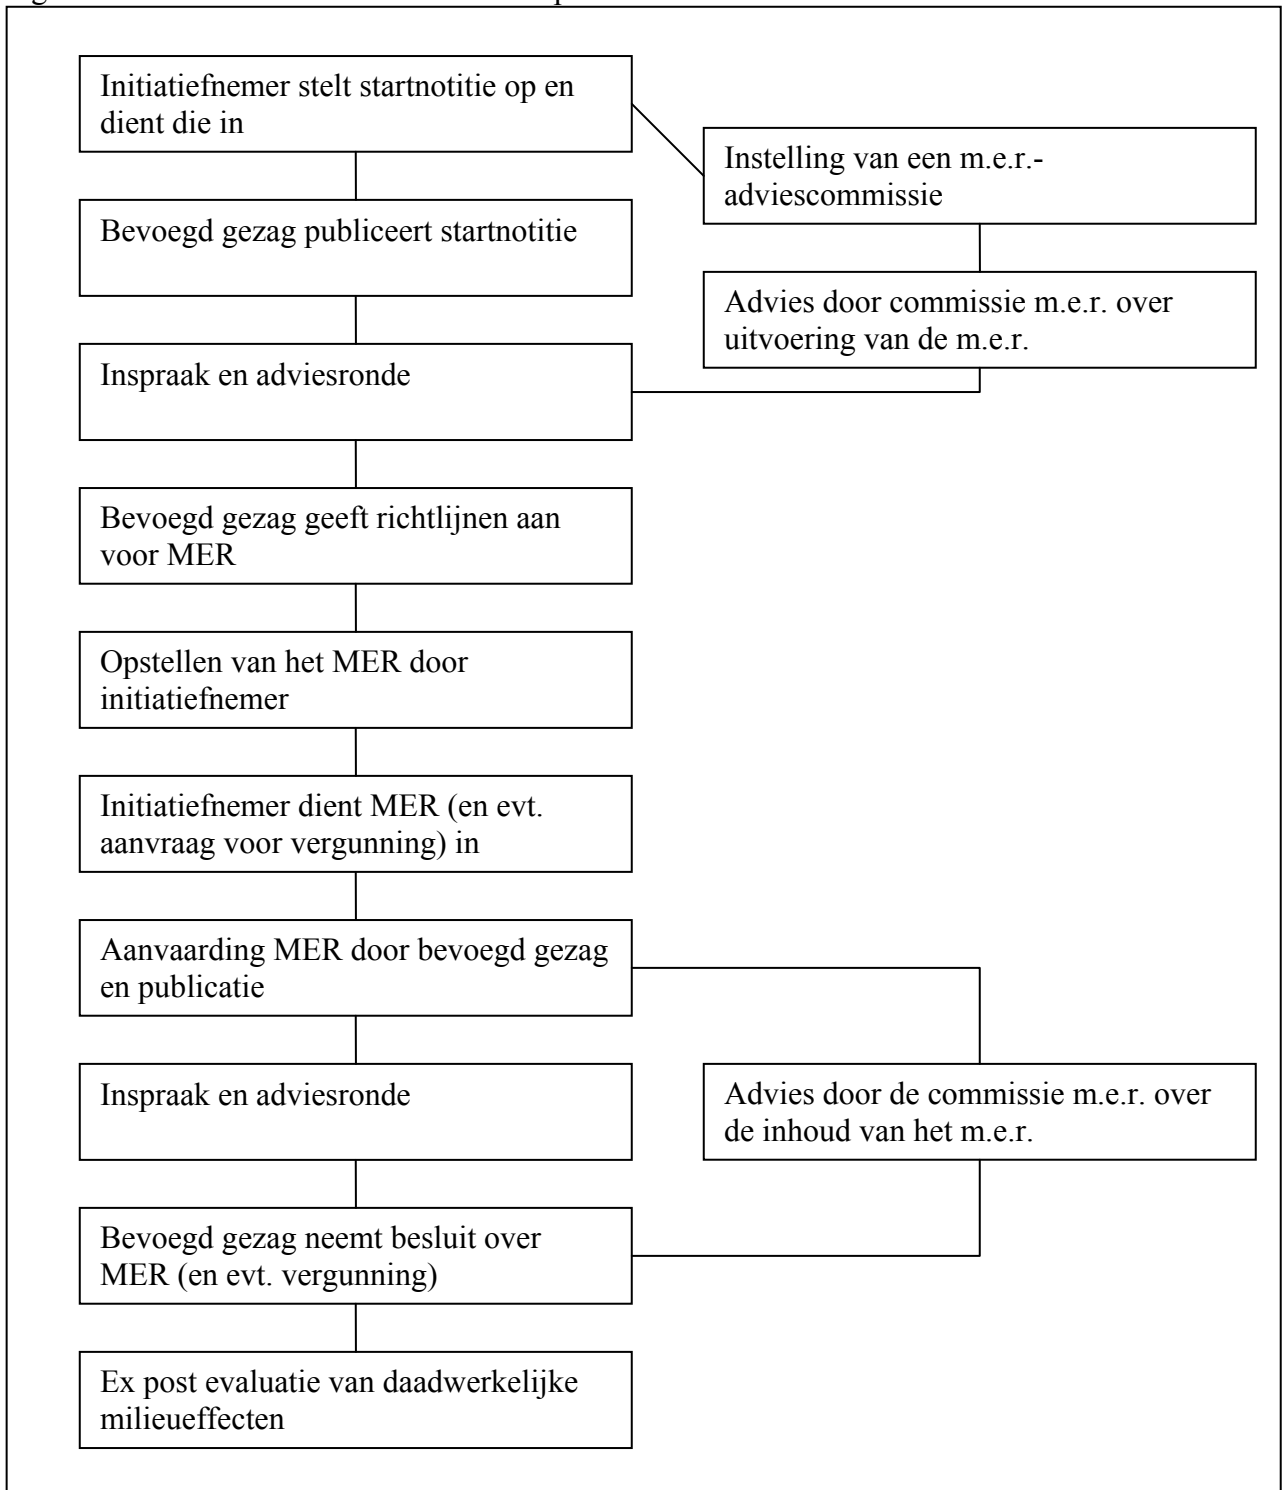 Initiatiefnemer stelt startnotitie op en
dient die in
Instelling van een m.e.r.-
adviescommissie
Bevoegd gezag publiceert startnotitie
Advies door commissie m.e.r. over
uitvoering van de m.e.r.
Inspraak en adviesronde
Bevoegd gezag geeft richtlijnen aan
voor MER
Opstellen van het MER door
initiatiefnemer
Initiatiefnemer dient MER (en evt.
aanvraag voor vergunning) in
Aanvaarding MER door bevoegd gezag
en publicatie
Inspraak en adviesronde
Advies door de commissie m.e.r. over
de inhoud van het m.e.r.
Bevoegd gezag neemt besluit over
MER (en evt. vergunning)
Ex post evaluatie van daadwerkelijke
milieueffecten